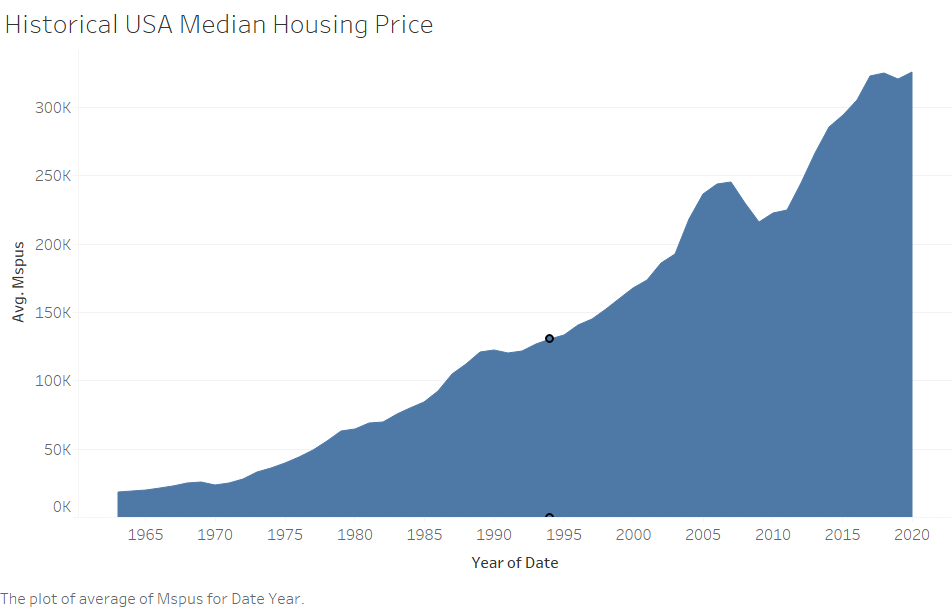 Historical USA Median Housing Price
300K
250K
200K
150K
100K
50K
0K
Avg. Mspus
1965 1970 1975 1980 1985 1990 1995 2000 2005 2010 2015 2020
Year of Date
The plot of average of Mspus for Date Year.